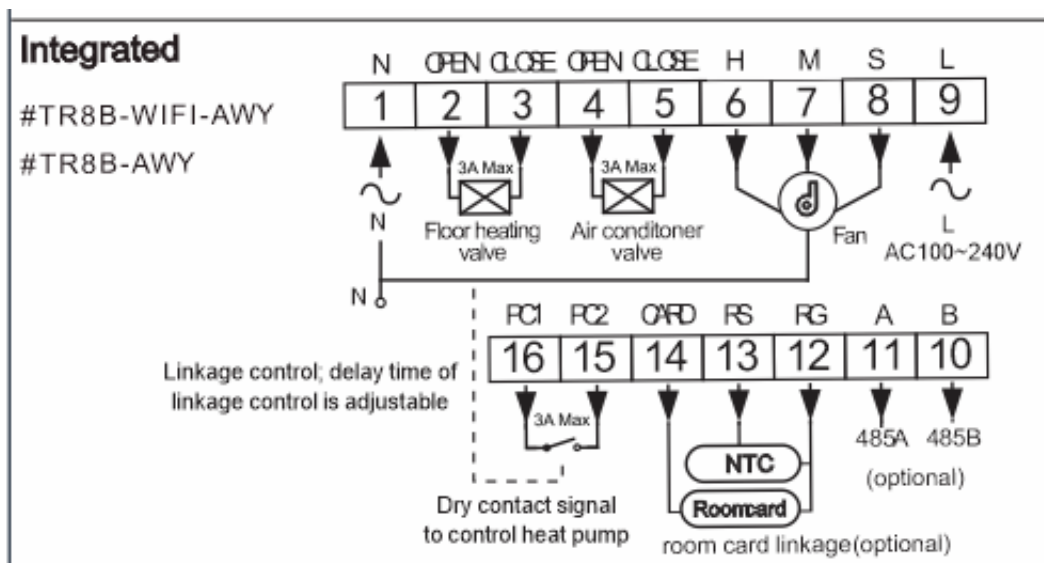 Integrated
#TR8B-WIFI-AWY
#TR8B-AWY
N OPEN CLOSE OPEN CLOSE H M S L
1 2 3 4 5 6 7 8 9
3A Max 3A Max
N
Floor heating valve
Air conditoner valve
Fan
L
AC100~240V
N
PC1 PC2 CARD RS RG A B
16 15 14 13 12 11 10
Linkage control; delay time of
linkage control is adjustable
3A Max
485A 485B
(optional)
NTC
Roomcard
Dry contact signal
to control heat pump
room card linkage(optional)